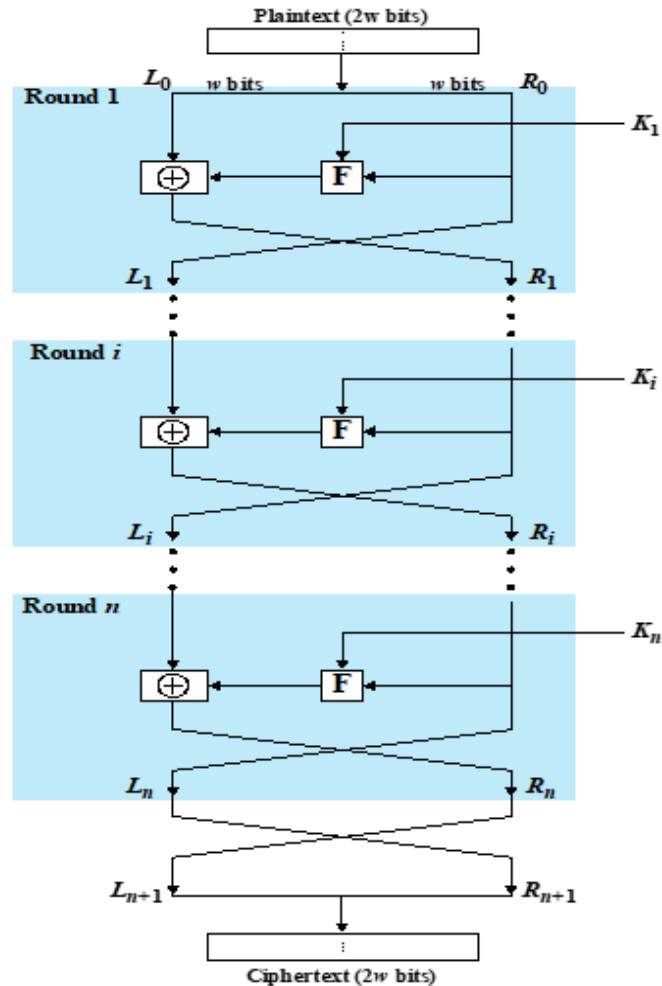 Plaintext (2w bits)
L0 w bits w bits R0
Round 1
K1
F
L1 R1
Round i
Ki
F
Li Ri
Round n
Kn
F
Ln Rn
Ln+1 Rn+1
Ciphertext (2w bits)